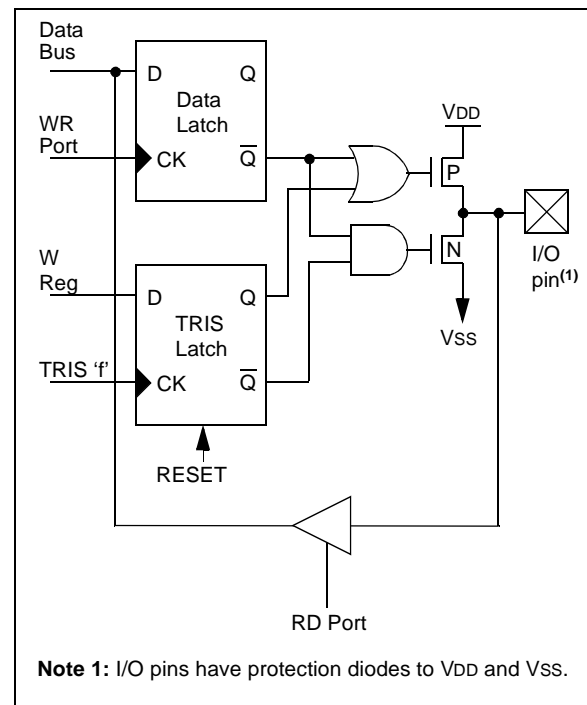 Data
Bus
D
Q
Data
Latch
WR
Port
CK
Q
VDD
P
N
I/O
pin(1)
VSS
W
Reg
D
Q
TRIS
Latch
TRIS ‘f’
CK
Q
RESET
RD Port
Note 1: I/O pins have protection diodes to VDD and VSS.